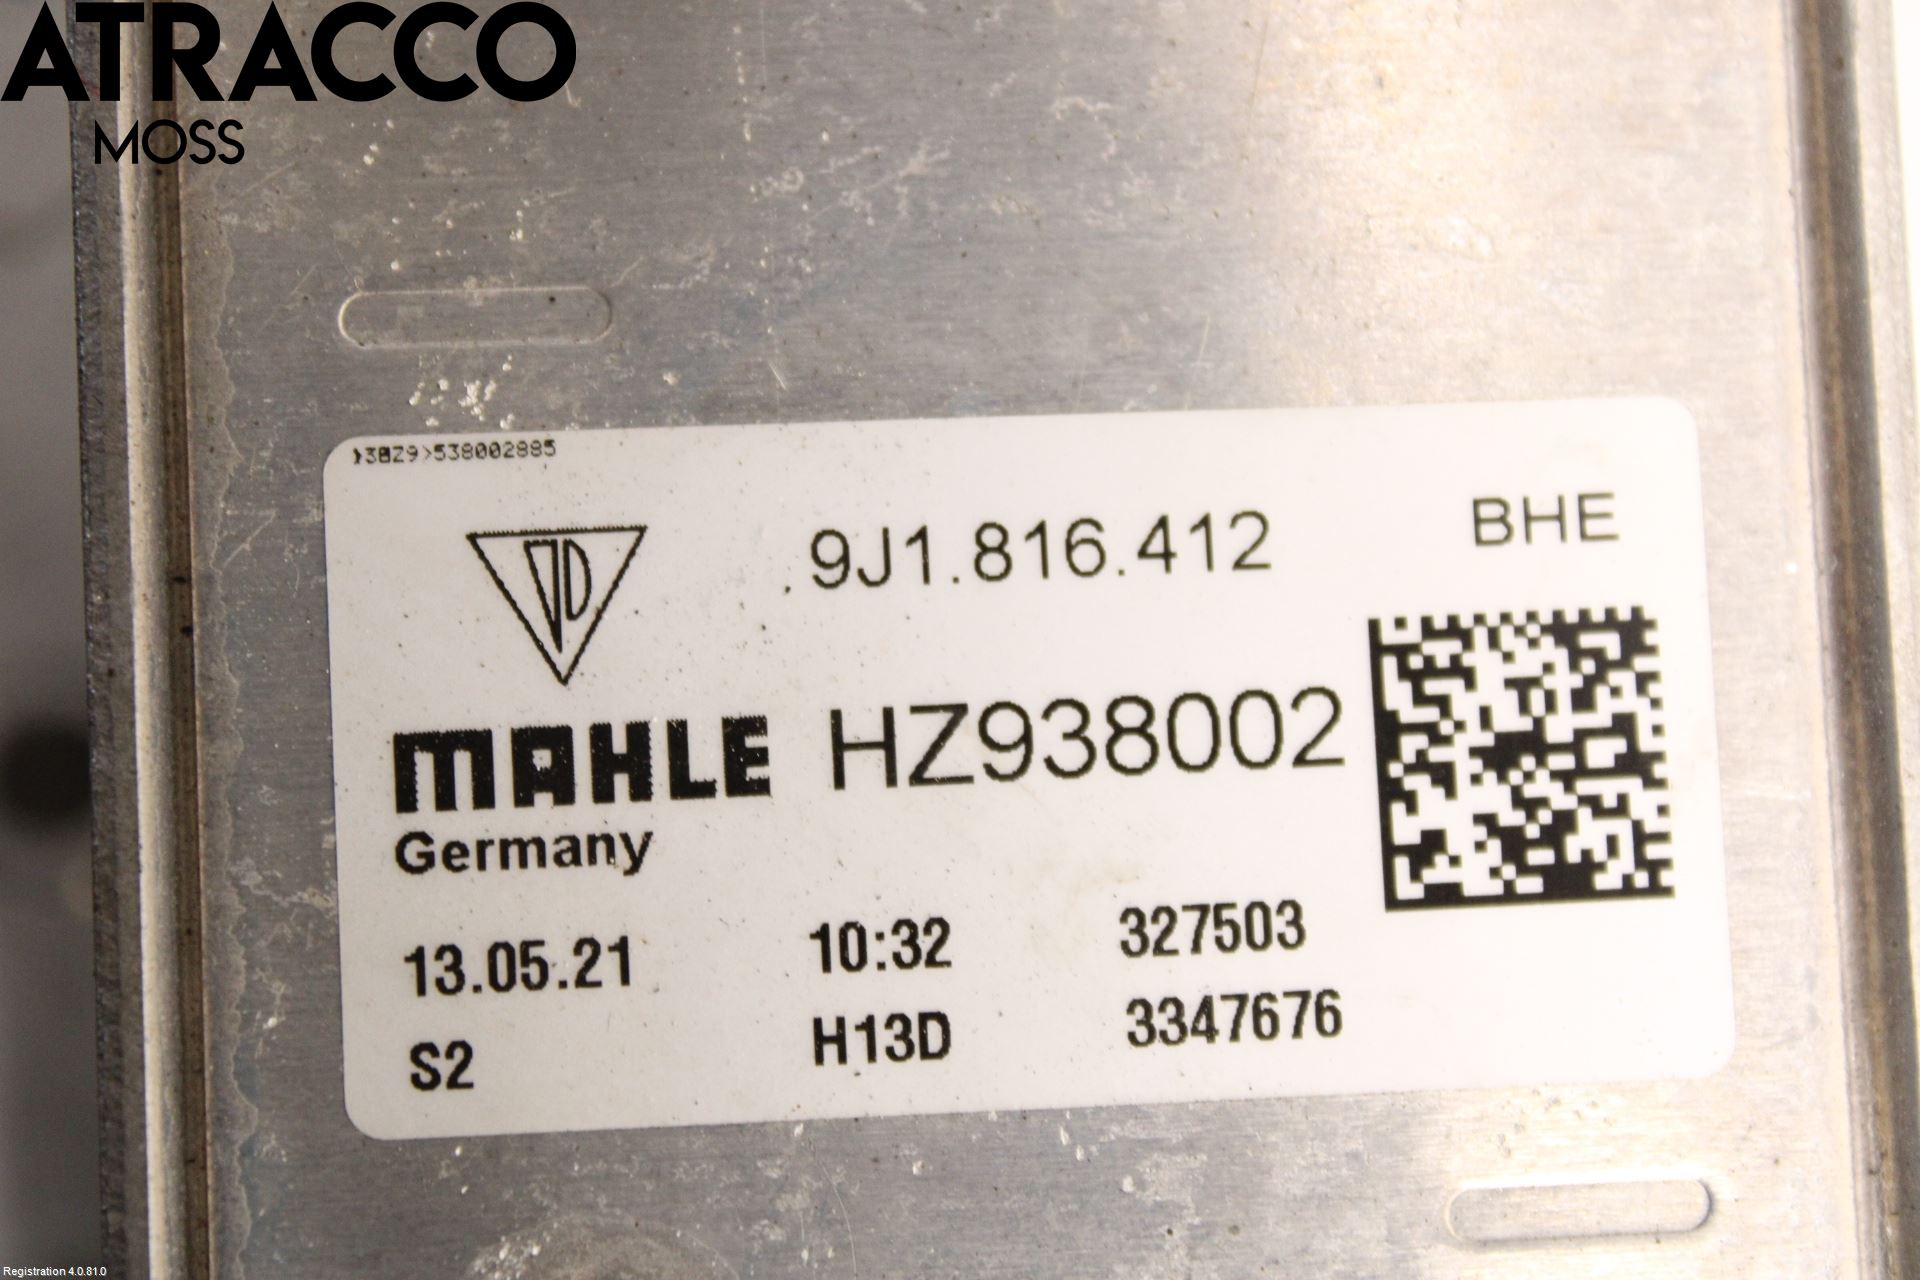 ATRACCO
MOSS
538002885
9J1.816.412
BHE
MAHLE HZ938002
Germany
13.05.21 10:32 327503
S2 H13D 3347676
Registration 4.0.81.0